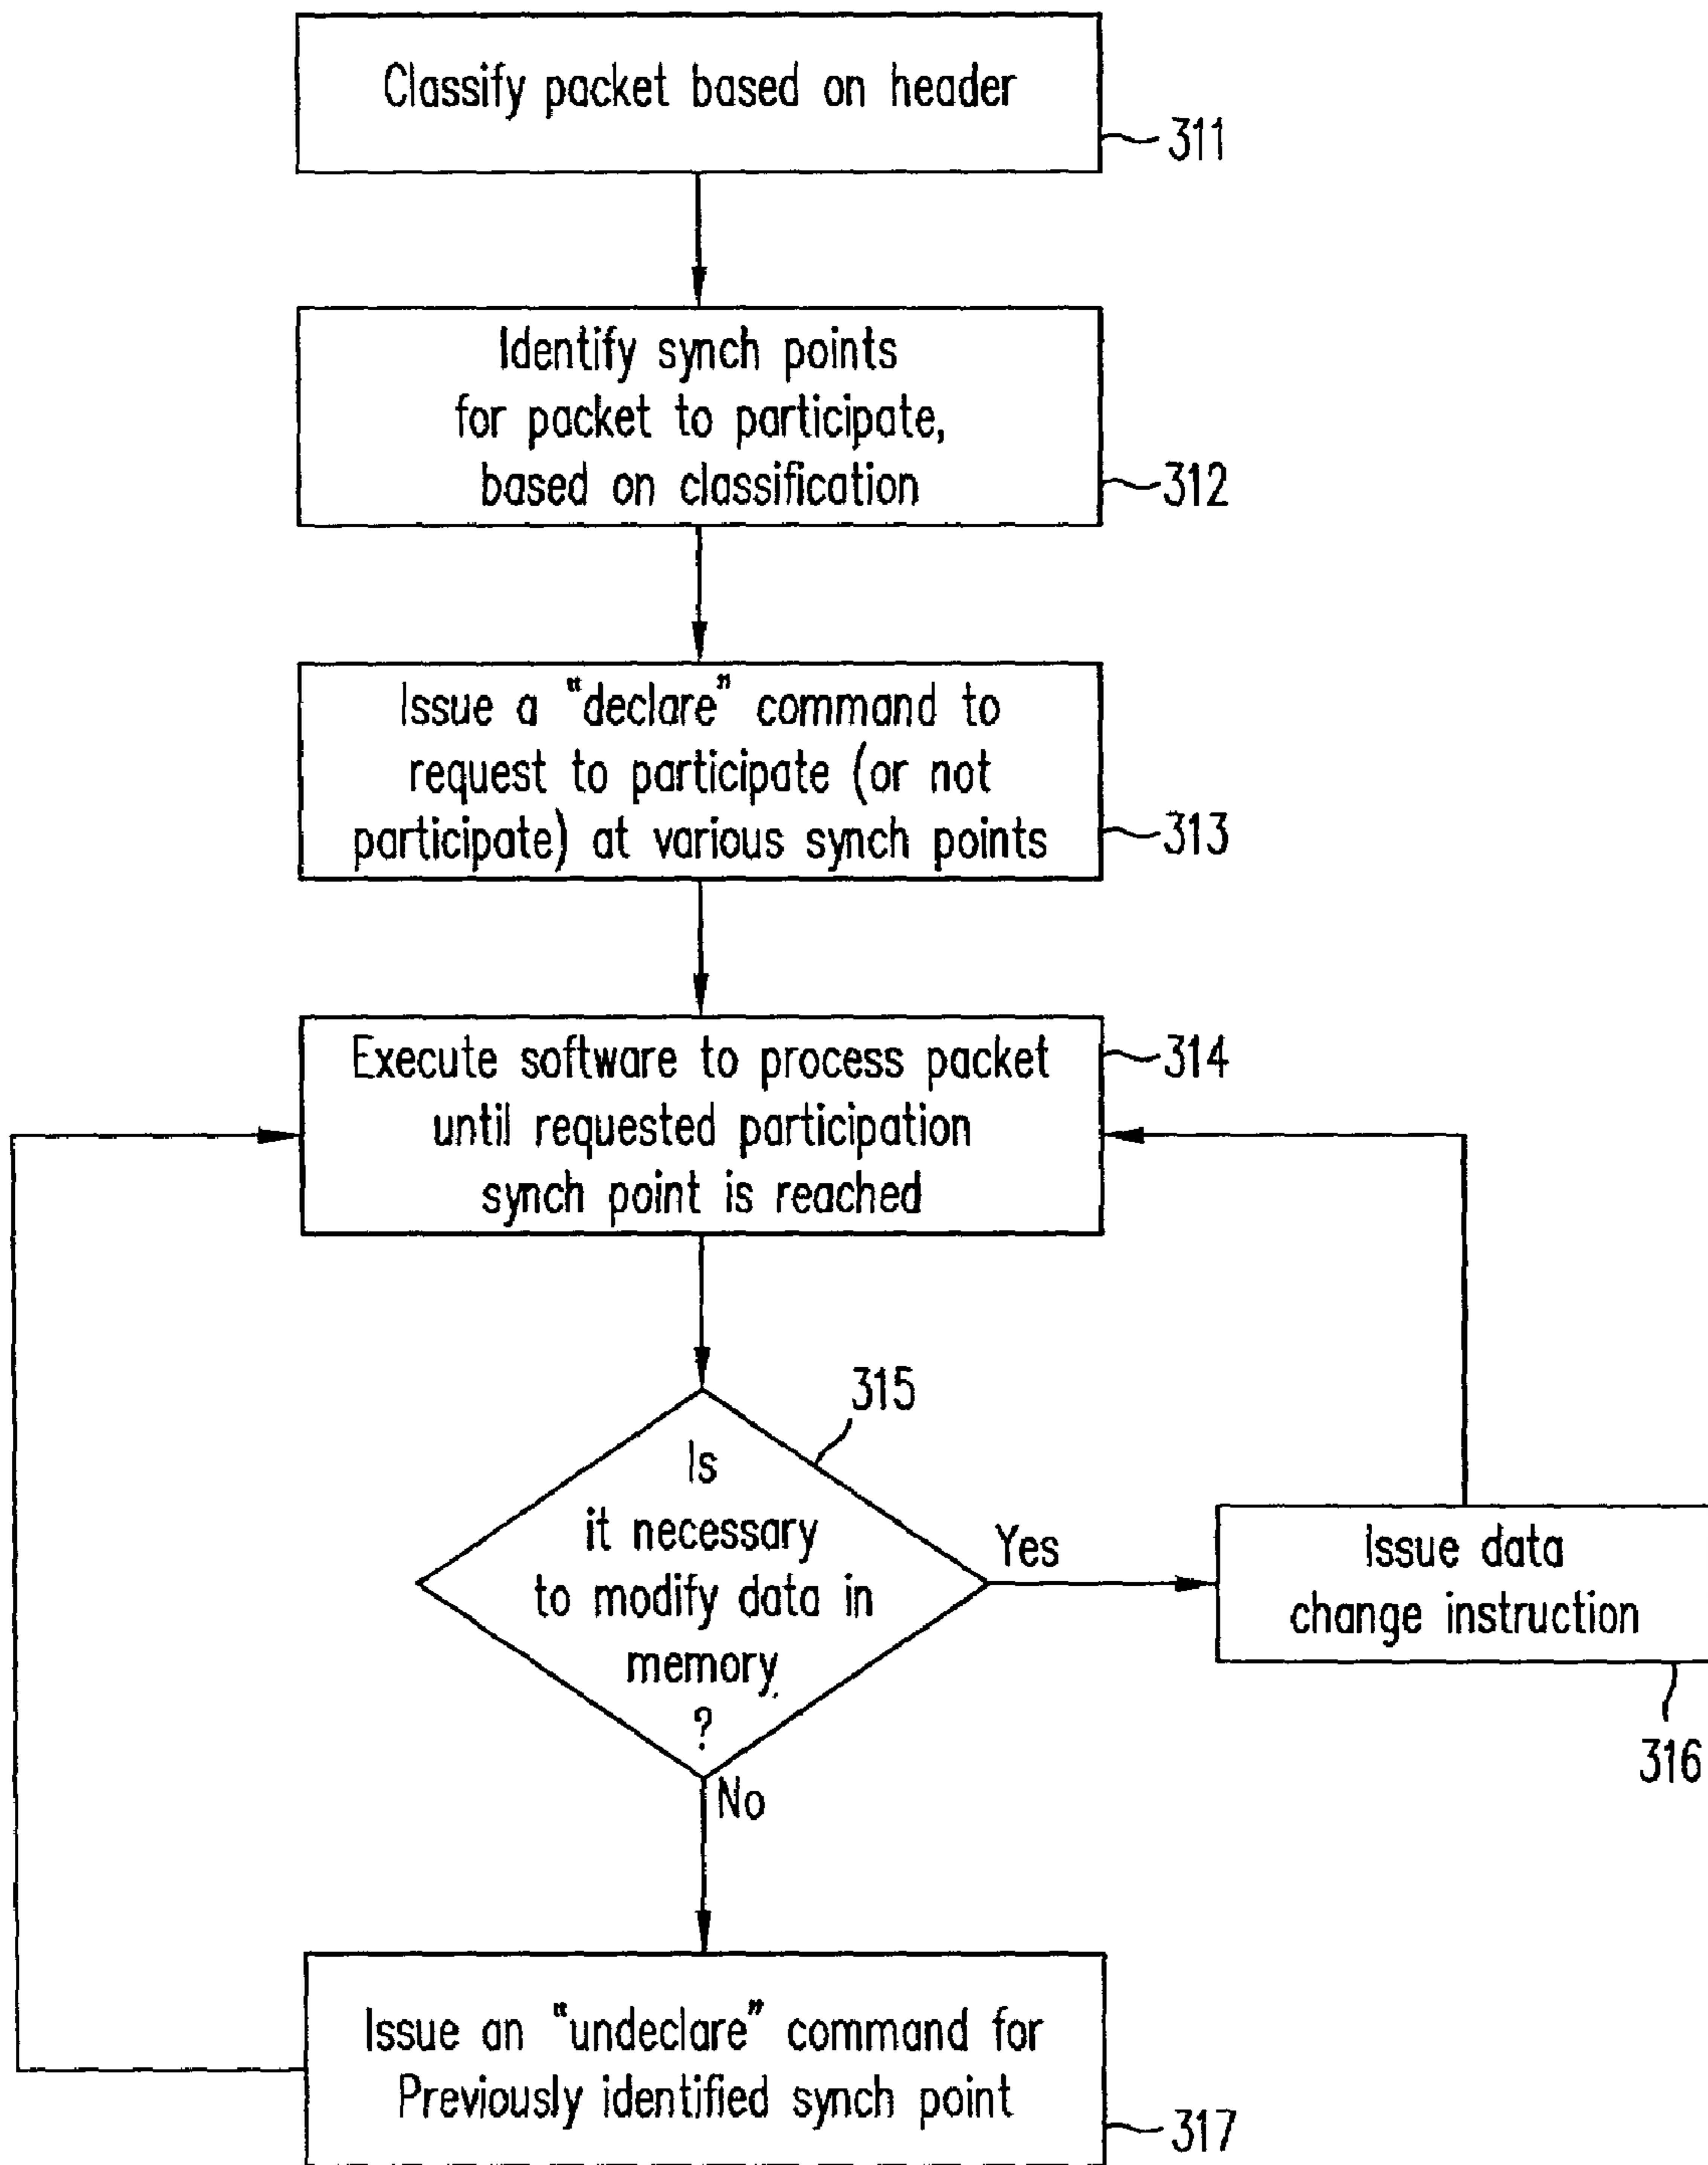 Classify packet based on header
311
Identify synch points
for packet to participate,
based on classification
312
Issue a "declare" command to
request to participate (or not
participate) at various synch points
313
Execute software to process packet
until requested participation
synch point is reached
314
315
Is
it necessary
to modify data in
memory
?
Yes
Issue data
change instruction
316
No
Issue an "undeclare" command for
Previously identified synch point
317